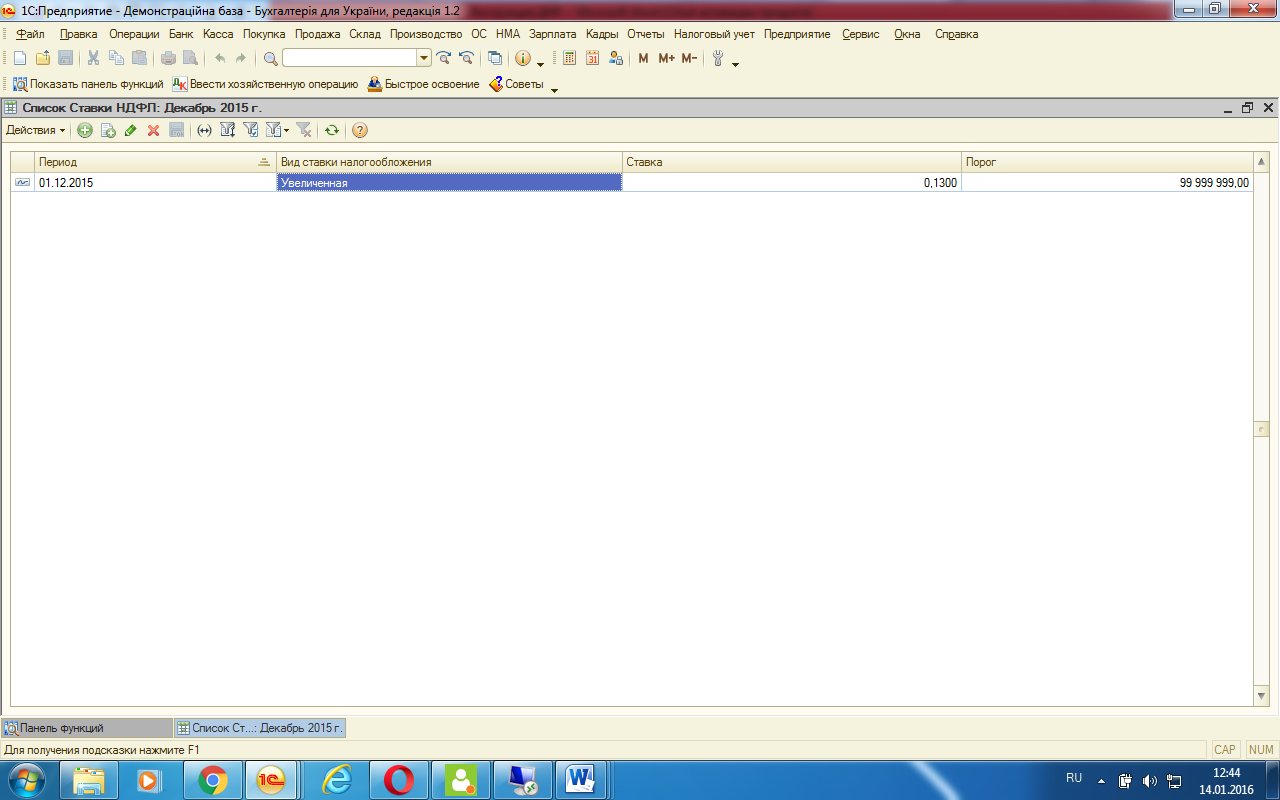 1С:Предприятие - Демонстраційна база - Бухгалтерія для України, редакція 1.2
Файл Правка Операции Банк Касса Покупка Продажа Склад Производство ОС НМА Зарплата Кадры Отчеты Налоговый учет Предприятие Сервис Окна Справка
M M+ M-
Показать панель функций Ввести хозяйственную операцию Быстрое освоение Советы
Список Ставки НДФЛ: Декабрь 2015 г.
Действия
Период Вид ставки налогообложения Ставка Порог
01.12.2015 Увеличенная 0,1300 99 999 999,00
Панель функций Список Ст...: Декабрь 2015 г.
Для получения подсказки нажмите F1 CAP NUM
RU 12:44
14.01.2016